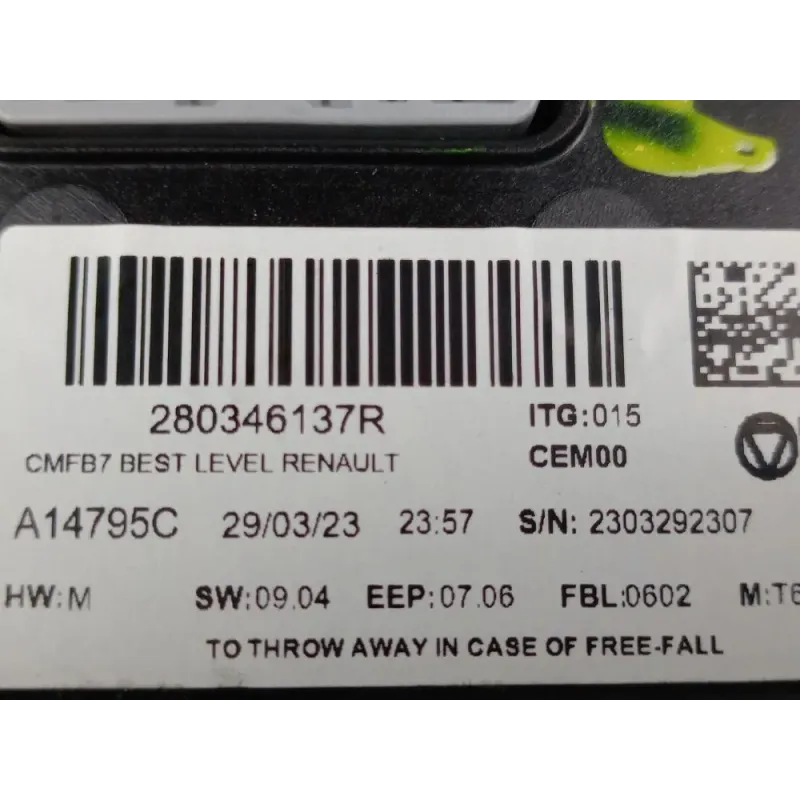 280346137R ITG:015
CMFB7 BEST LEVEL RENAULT CEM00
A14795C 29/03/23 23:57 S/N: 2303292307
HW:M SW:09.04 EEP:07.06 FBL:0602 M:T6
TO THROW AWAY IN CASE OF FREE-FALL